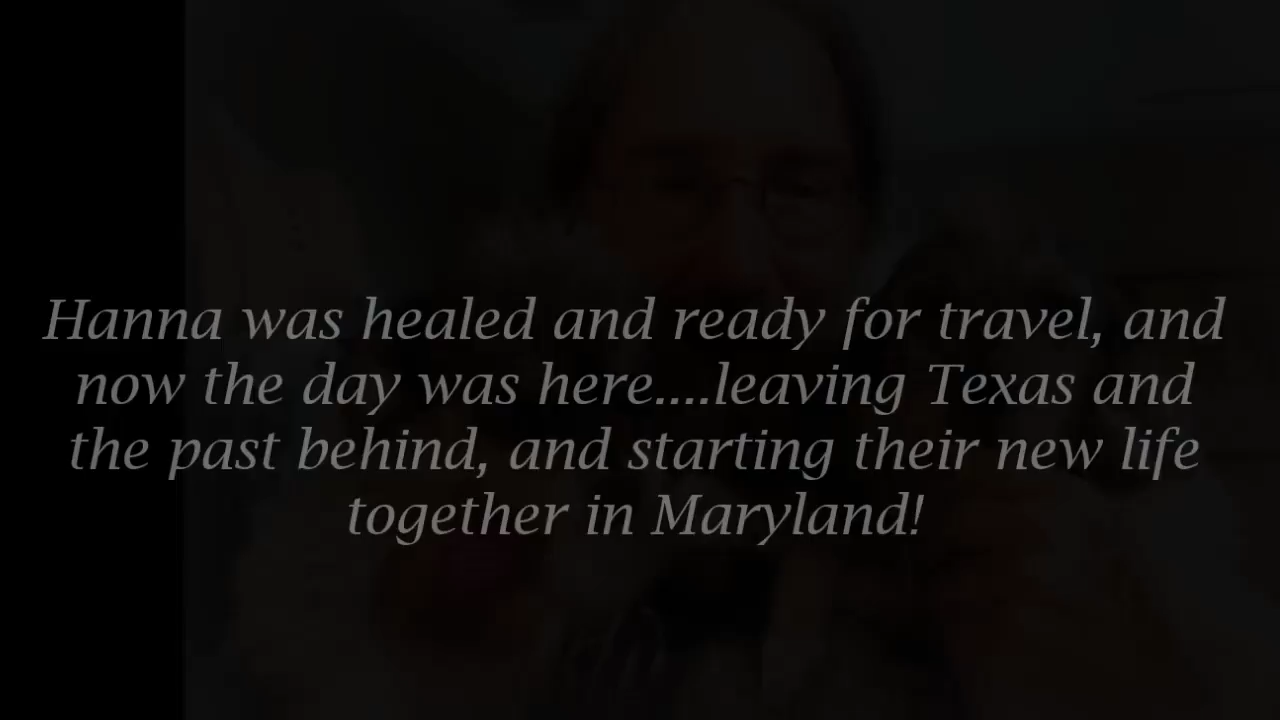 Hanna was healed and ready for travel, and
now the day was here....leaving Texas and
the past behind, and starting their new life
together in Maryland!